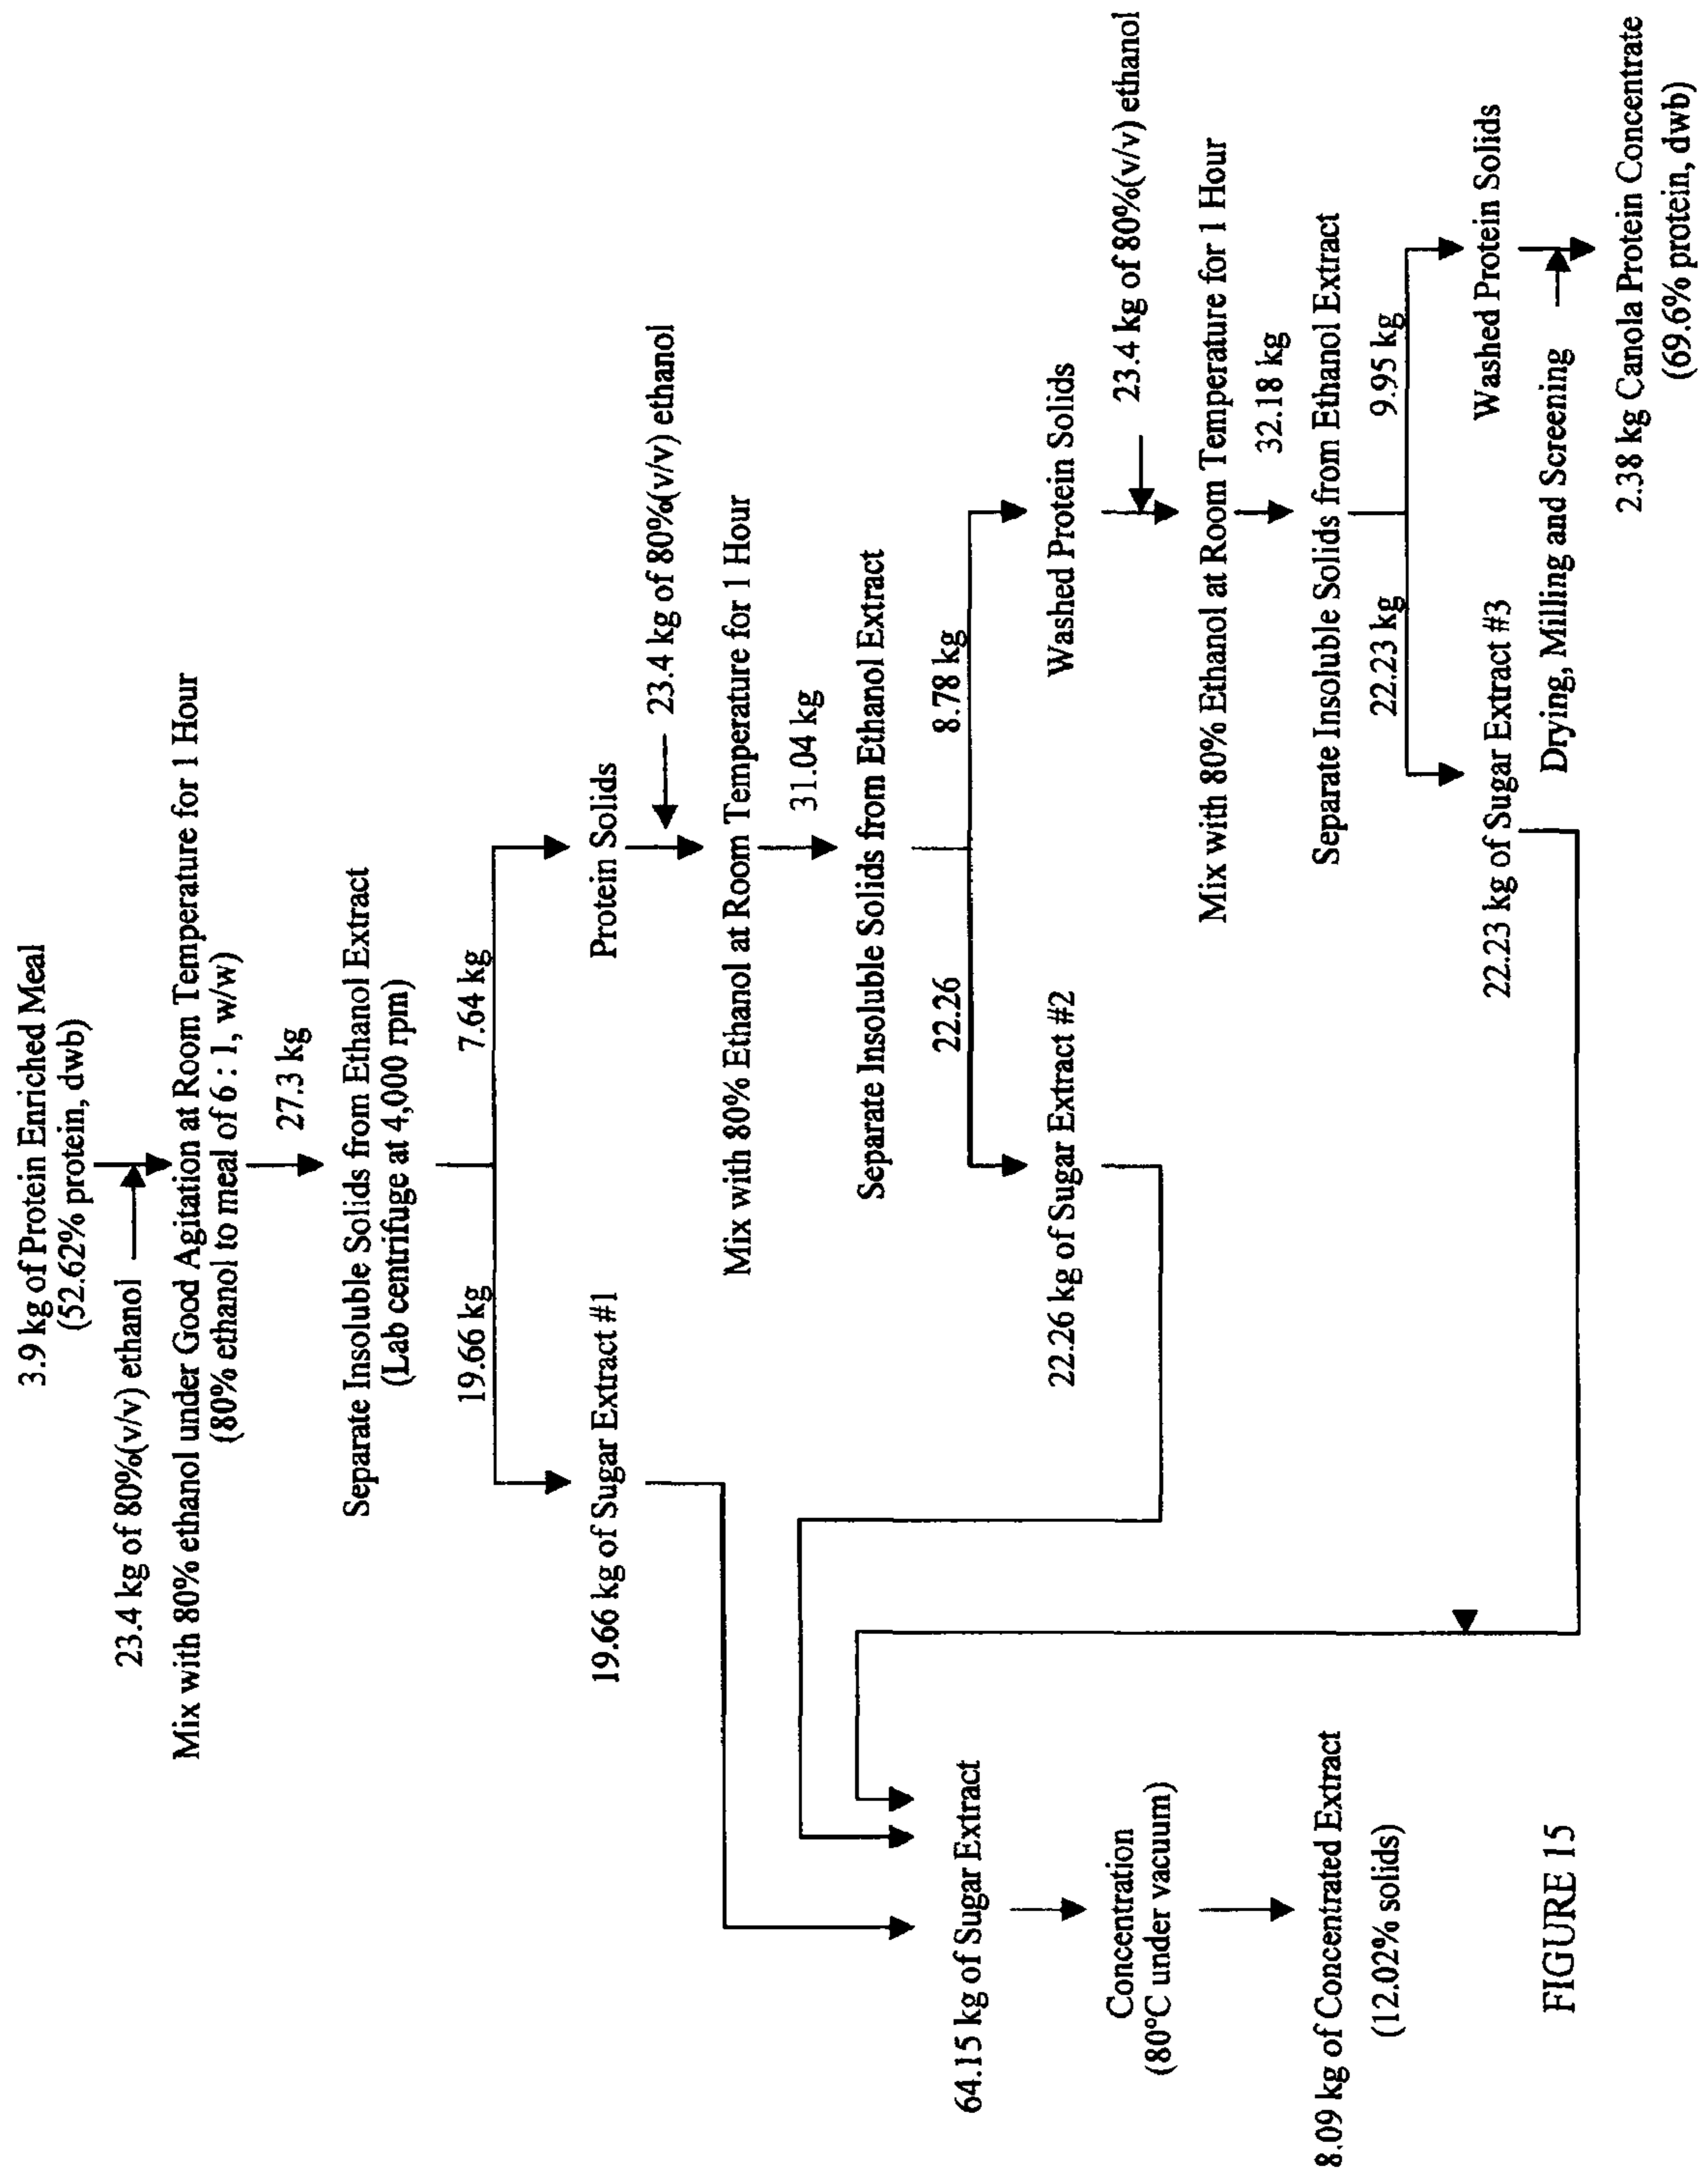 3.9 kg of Protein Enriched Meal
(52.62% protein, dwb)
23.4 kg of 80%(v/v) ethanol
Mix with 80% ethanol under Good Agitation at Room Temperature for 1 Hour
(80% ethanol to meal of 6 : 1, w/w)
27.3 kg
Separate Insoluble Solids from Ethanol Extract
(Lab centrifuge at 4,000 rpm)
19.66 kg
7.64 kg
19.66 kg of Sugar Extract #1
Protein Solids
23.4 kg of 80%(v/v) ethanol
Mix with 80% Ethanol at Room Temperature for 1 Hour
31.04 kg
Separate Insoluble Solids from Ethanol Extract
22.26
8.78 kg
22.26 kg of Sugar Extract #2
Washed Protein Solids
23.4 kg of 80%(v/v) ethanol
Mix with 80% Ethanol at Room Temperature for 1 Hour
32.18 kg
Separate Insoluble Solids from Ethanol Extract
22.23 kg
9.95 kg
22.23 kg of Sugar Extract #3
Washed Protein Solids
Drying, Milling and Screening
2.38 kg Canola Protein Concentrate
(69.6% protein, dwb)
64.15 kg of Sugar Extract
Concentration
(80°C under vacuum)
8.09 kg of Concentrated Extract
(12.02% solids)
FIGURE 15